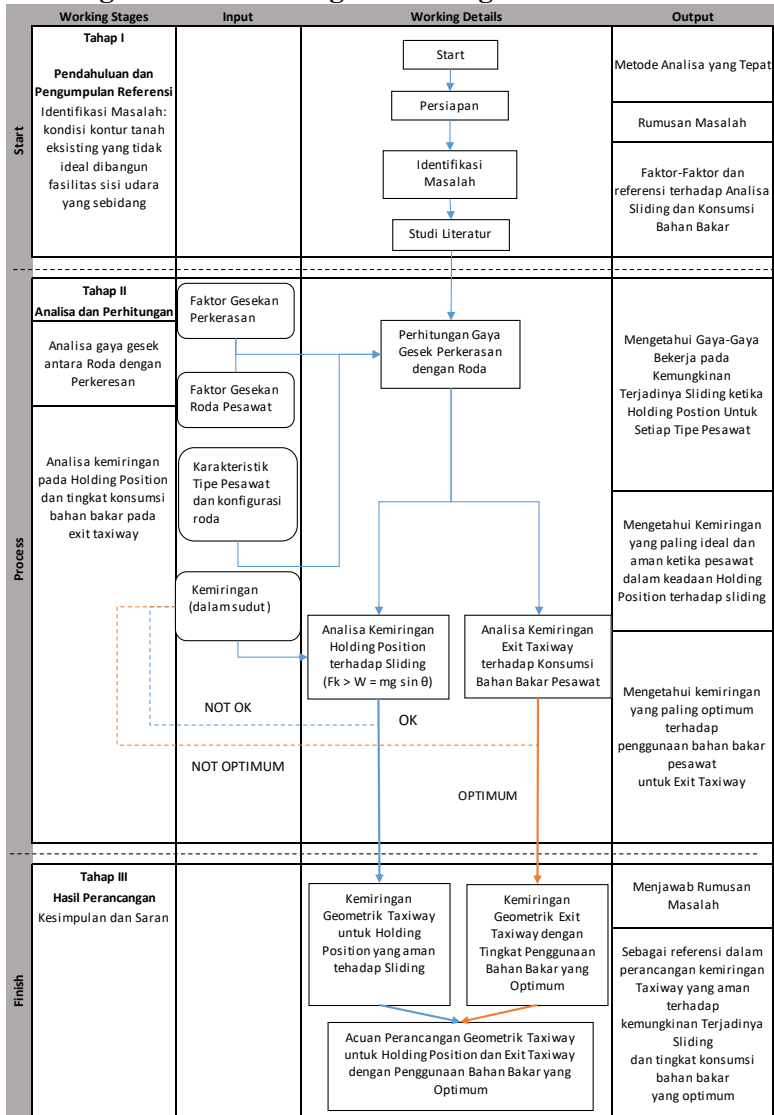 Working Stages
Input
Working Details
Output
Start
Tahap I
Pendahuluan dan
Pengumpulan Referensi
Identifikasi Masalah:
kondisi kontur tanah
eksisting yang tidak
ideal dibangun
fasilitas sisi udara
yang sebidang
Start
Persiapan
Identifikasi
Masalah
Studi Literatur
Metode Analisa yang Tepat
Rumusan Masalah
Faktor-Faktor dan
referensi terhadap Analisa
Sliding dan Konsumsi
Bahan Bakar
Process
Tahap II
Analisa dan Perhitungan
Analisa gaya gesek
antara Roda dengan
Perkeresan
Analisa kemiringan
pada Holding Position
dan tingkat konsumsi
bahan bakar pada
exit taxiway
Faktor Gesekan
Perkerasan
Faktor Gesekan
Roda Pesawat
Karakteristik
Tipe Pesawat
dan konfigurasi
roda
Kemiringan
(dalam sudut)
NOT OK
NOT OPTIMUM
Perhitungan Gaya
Gesek Perkerasan
dengan Roda
Analisa Kemiringan
Holding Position
terhadap Sliding
(Fk > W = mg sin θ)
Analisa Kemiringan
Exit Taxiway
terhadap Konsumsi
Bahan Bakar Pesawat
OK
OPTIMUM
Mengetahui Gaya-Gaya
Bekerja pada
Kemungkinan
Terjadinya Sliding ketika
Holding Postion Untuk
Setiap Tipe Pesawat
Mengetahui Kemiringan
yang paling ideal dan
aman ketika pesawat
dalam keadaan Holding
Position terhadap sliding
Mengetahui kemiringan
yang paling optimum
terhadap
penggunaan bahan bakar
pesawat
untuk Exit Taxiway
Finish
Tahap III
Hasil Perancangan
Kesimpulan dan Saran
Kemiringan
Geometrik Taxiway
untuk Holding
Position yang aman
tehadap Sliding
Kemiringan
Geometrik Exit
Taxiway dengan
Tingkat Penggunaan
Bahan Bakar yang
Optimum
Acuan Perancangan Geometrik Taxiway
untuk Holding Position dan Exit Taxiway
dengan Penggunaan Bahan Bakar yang
Optimum
Menjawab Rumusan
Masalah
Sebagai referensi dalam
perancangan kemiringan
Taxiway yang aman
terhadap
kemungkinan Terjadinya
Sliding
dan tingkat konsumsi
bahan bakar
yang optimum